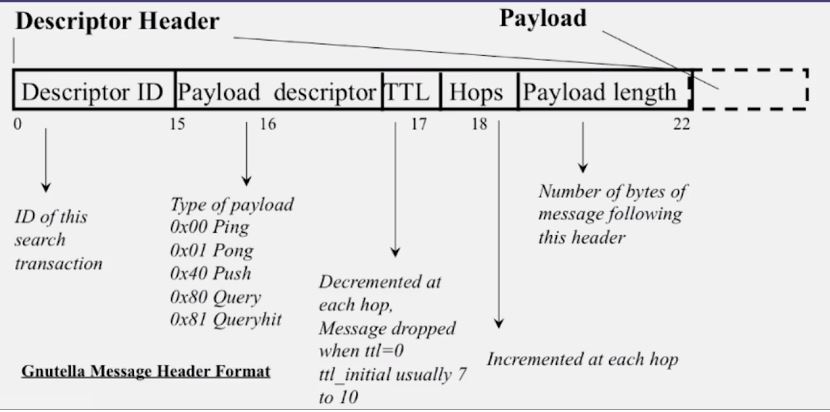 Descriptor Header
Payload
Descriptor ID
Payload descriptor
TTL
Hops
Payload length
0
15
16
17
18
22
ID of this
search
transaction
Type of payload
0x00 Ping
0x01 Pong
0x40 Push
0x80 Query
0x81 Queryhit
Decremented at
each hop,
Message dropped
when ttl=0
ttl_initial usually 7
to 10
Incremented at each hop
Number of bytes of
message following
this header
Gnutella Message Header Format